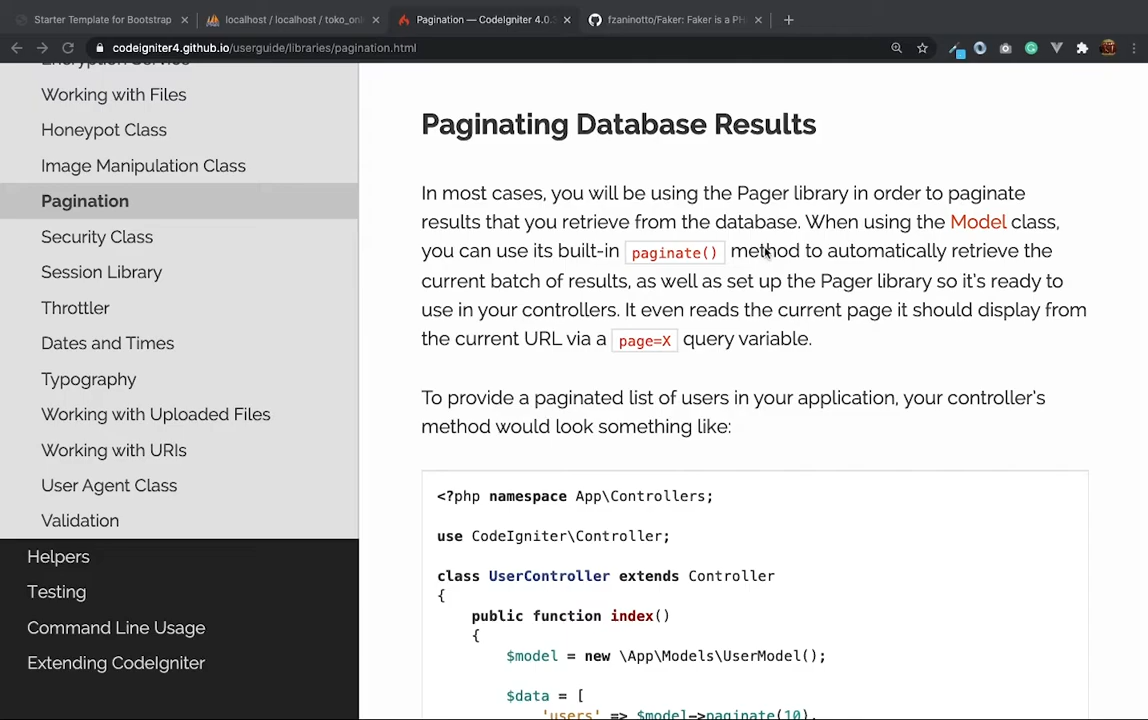 Starter Template for Bootstrap
localhost / localhost / toko_onl
Pagination — CodeIgniter 4.0.
fzaninotto/Faker: Faker is a PH
codeigniter4.github.io/userguide/libraries/pagination.html
Encryption Service
Working with Files
Honeypot Class
Image Manipulation Class
Pagination
Security Class
Session Library
Throttler
Dates and Times
Typography
Working with Uploaded Files
Working with URIs
User Agent Class
Validation
Helpers
Testing
Command Line Usage
Extending CodeIgniter
Paginating Database Results
In most cases, you will be using the Pager library in order to paginate
results that you retrieve from the database. When using the Model class,
you can use its built-in paginate() method to automatically retrieve the
current batch of results, as well as set up the Pager library so it's ready to
use in your controllers. It even reads the current page it should display from
the current URL via a page=X query variable.
To provide a paginated list of users in your application, your controller's
method would look something like:
<?php namespace App\Controllers;
use CodeIgniter\Controller;
class UserController extends Controller
{
public function index()
{
$model = new \App\Models\UserModel();
$data = [
'users' => $model->paginate(10),